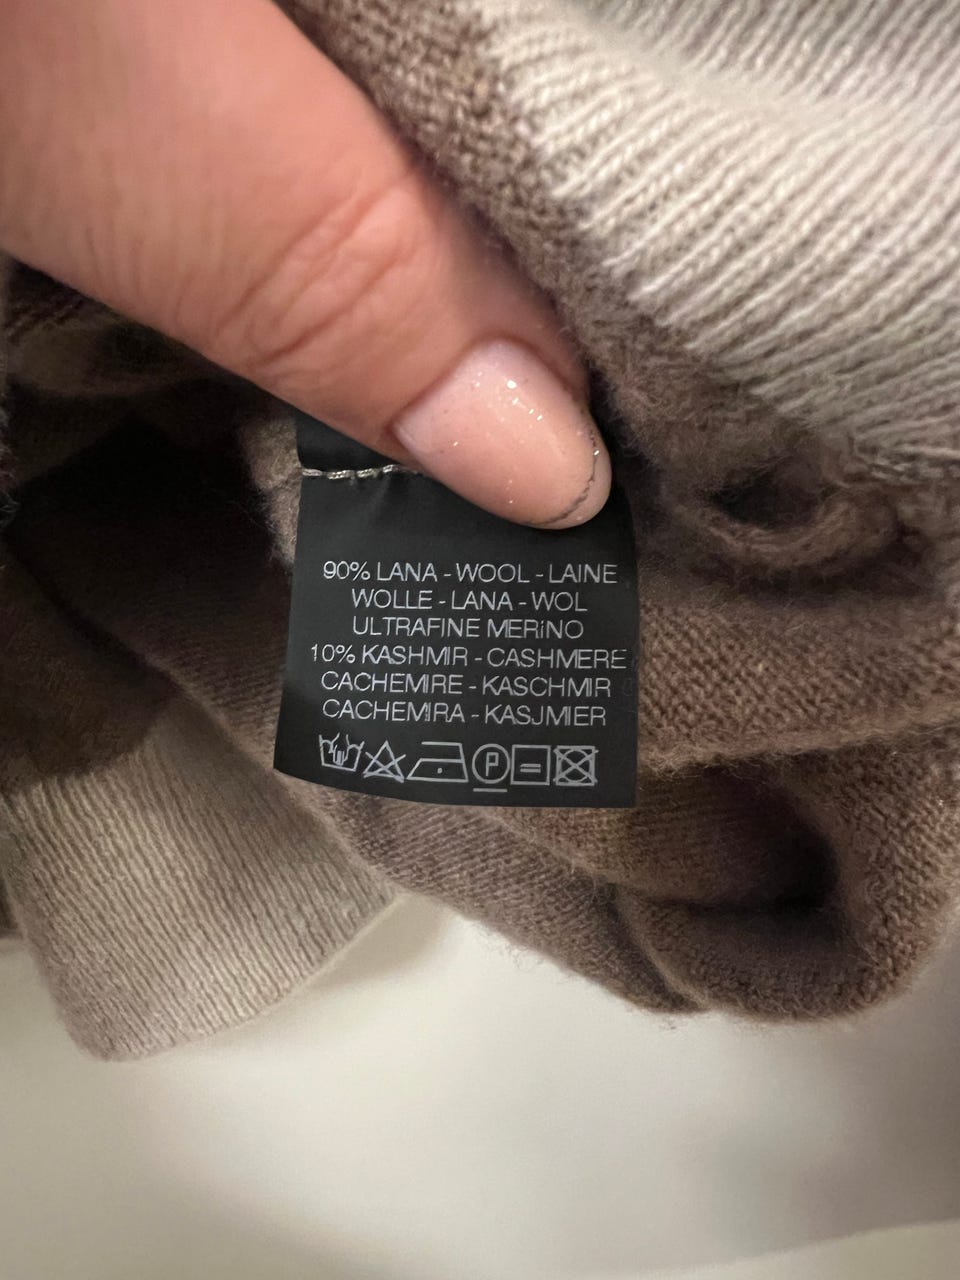 90% LANA - WOOL - LAINE
WOLLE - LANA - WOL
ULTRAFINE MERiNO
10% KASHMIR - CASHMERE
CACHEMIRE - KASCHMIR
CACHEMIRA - KASJMIER
P